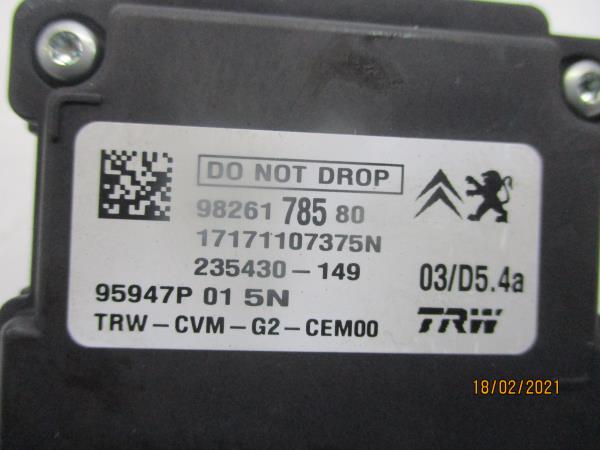 DO NOT DROP
98261 785 80
17171107375N
235430-149
03/D5.4a
95947P 01 5N
TRW-CVM-G2-CEM00
TRW
18/02/2021